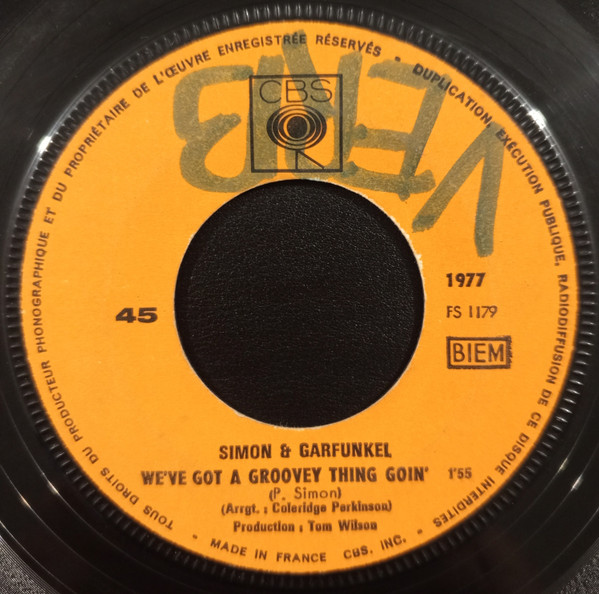 TOUS DROITS DU PRODUCTEUR PHONOGRAPHIQUE ET DU PROPRIÉTAIRE DE L'ŒUVRE ENREGISTRÉE RÉSERVÉS - DUPLICATION, EXÉCUTION PUBLIQUE, RADIODIFFUSION DE CE DISQUE INTERDITES -
CBS
45
1977
FS 1179
BIEM
SIMON & GARFUNKEL
WE'VE GOT A GROOVEY THING GOIN' 1'55
(P. Simon)
(Arrgt. : Coleridge Perkinson)
Production : Tom Wilson
MADE IN FRANCE CBS, INC. -